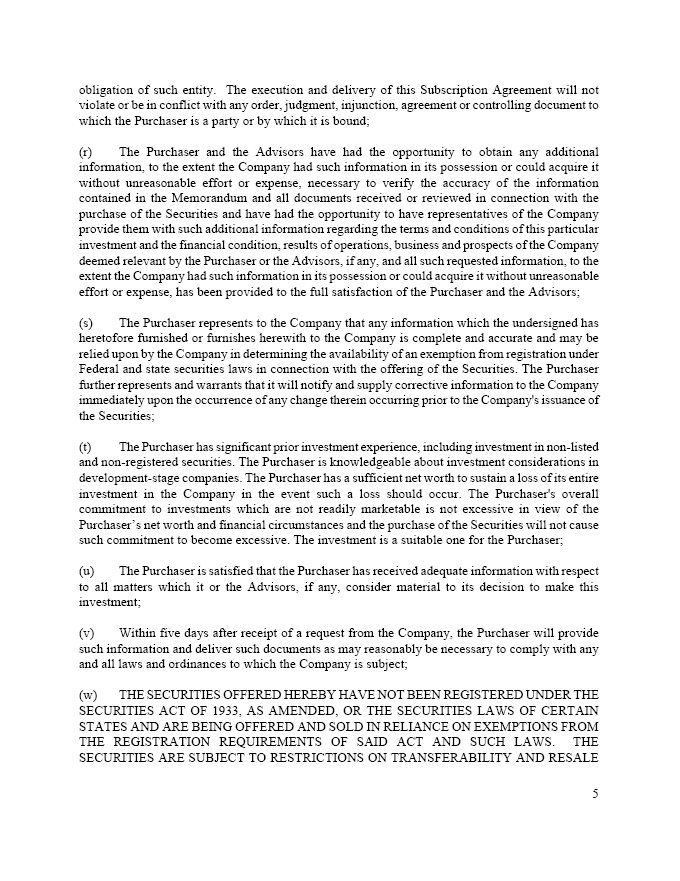 obligation of such entity. The execution and delivery of this Subscription Agreement will not
violate or be in conflict with any order, judgment, injunction, agreement or controlling document to
which the Purchaser is a party or by which it is bound;
(r) The Purchaser and the Advisors have had the opportunity to obtain any additional
information, to the extent the Company had such information in its possession or could acquire it
without unreasonable effort or expense, necessary to verify the accuracy of the information
contained in the Memorandum and all documents received or reviewed in connection with the
purchase of the Securities and have had the opportunity to have representatives of the Company
provide them with such additional information regarding the terms and conditions of this particular
investment and the financial condition, results of operations, business and prospects of the Company
deemed relevant by the Purchaser or the Advisors, if any, and all such requested information, to the
extent the Company had such information in its possession or could acquire it without unreasonable
effort or expense, has been provided to the full satisfaction of the Purchaser and the Advisors;
(s) The Purchaser represents to the Company that any information which the undersigned has
heretofore furnished or furnishes herewith to the Company is complete and accurate and may be
relied upon by the Company in determining the availability of an exemption from registration under
Federal and state securities laws in connection with the offering of the Securities. The Purchaser
further represents and warrants that it will notify and supply corrective information to the Company
immediately upon the occurrence of any change therein occurring prior to the Company's issuance of
the Securities;
(t) The Purchaser has significant prior investment experience, including investment in non-listed
and non-registered securities. The Purchaser is knowledgeable about investment considerations in
development-stage companies. The Purchaser has a sufficient net worth to sustain a loss of its entire
investment in the Company in the event such a loss should occur. The Purchaser's overall
commitment to investments which are not readily marketable is not excessive in view of the
Purchaser’s net worth and financial circumstances and the purchase of the Securities will not cause
such commitment to become excessive. The investment is a suitable one for the Purchaser;
(u) The Purchaser is satisfied that the Purchaser has received adequate information with respect
to all matters which it or the Advisors, if any, consider material to its decision to make this
investment;
(v) Within five days after receipt of a request from the Company, the Purchaser will provide
such information and deliver such documents as may reasonably be necessary to comply with any
and all laws and ordinances to which the Company is subject;
(w) THE SECURITIES OFFERED HEREBY HAVE NOT BEEN REGISTERED UNDER THE
SECURITIES ACT OF 1933, AS AMENDED, OR THE SECURITIES LAWS OF CERTAIN
STATES AND ARE BEING OFFERED AND SOLD IN RELIANCE ON EXEMPTIONS FROM
THE REGISTRATION REQUIREMENTS OF SAID ACT AND SUCH LAWS. THE
SECURITIES ARE SUBJECT TO RESTRICTIONS ON TRANSFERABILITY AND RESALE
5